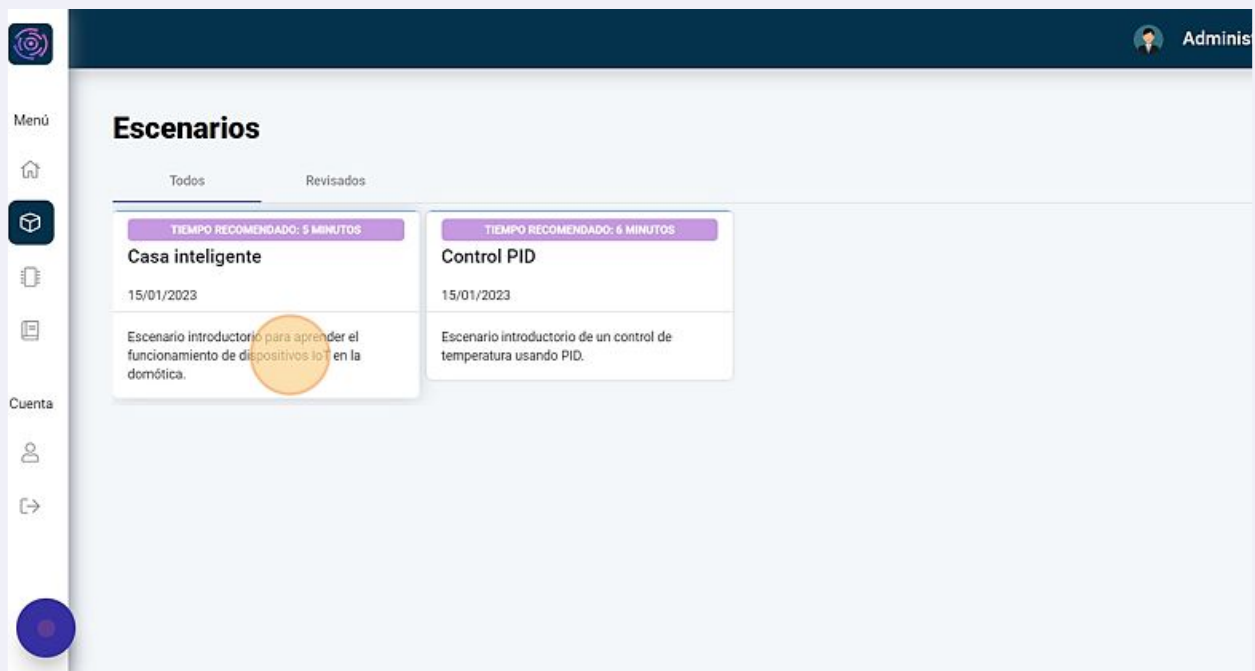 Adminis
Menú
Escenarios
Todos
Revisados
TIEMPO RECOMENDADO: 5 MINUTOS
Casa inteligente
15/01/2023
Escenario introductorio para aprender el
funcionamiento de dispositivos IoT en la
domótica.
TIEMPO RECOMENDADO: 6 MINUTOS
Control PID
15/01/2023
Escenario introductorio de un control de
temperatura usando PID.
Cuenta